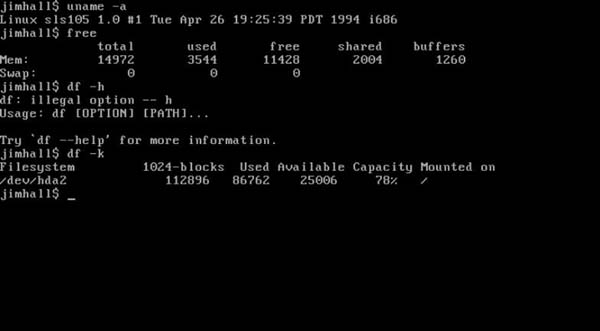 jimhall$ uname -a
Linux sls105 1.0 #1 Tue Apr 26 19:25:39 PDT 1994 i686
jimhall$ free
             total       used       free     shared    buffers
Mem:         14972       3544      11428       2004       1260
Swap:            0          0          0
jimhall$ df -h
df: illegal option -- h
Usage: df [OPTION] [PATH]...

Try `df --help' for more information.
jimhall$ df -k
Filesystem         1024-blocks  Used Available Capacity Mounted on
/dev/hda2             112896   86762    25006     78%   /
jimhall$ _